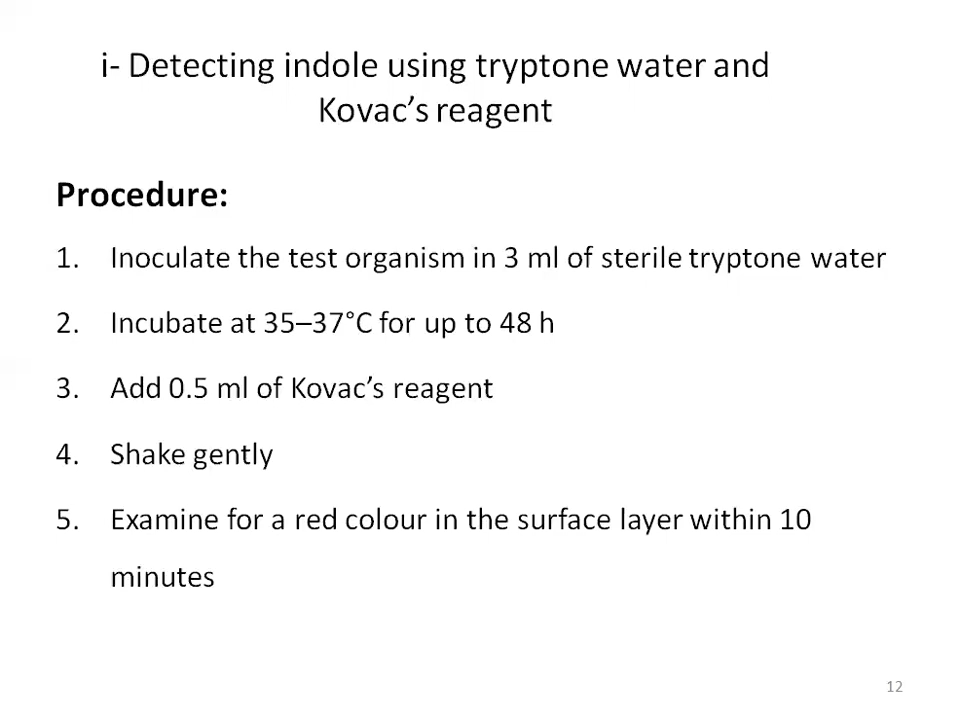 i- Detecting indole using tryptone water and
Kovac’s reagent
Procedure:
1. Inoculate the test organism in 3 ml of sterile tryptone water
2. Incubate at 35–37°C for up to 48 h
3. Add 0.5 ml of Kovac’s reagent
4. Shake gently
5. Examine for a red colour in the surface layer within 10
minutes
12